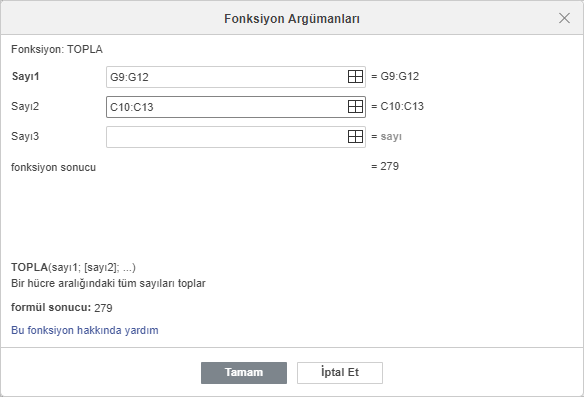 Fonksiyon Argümanları
Fonksiyon: TOPLA
Sayı1 G9:G12 = G9:G12
Sayı2 C10:C13 = C10:C13
Sayı3 = sayı
fonksiyon sonucu = 279
TOPLA(sayı1; [sayı2]; ...)
Bir hücre aralığındaki tüm sayıları toplar
formül sonucu: 279
Bu fonksiyon hakkında yardım
Tamam İptal Et